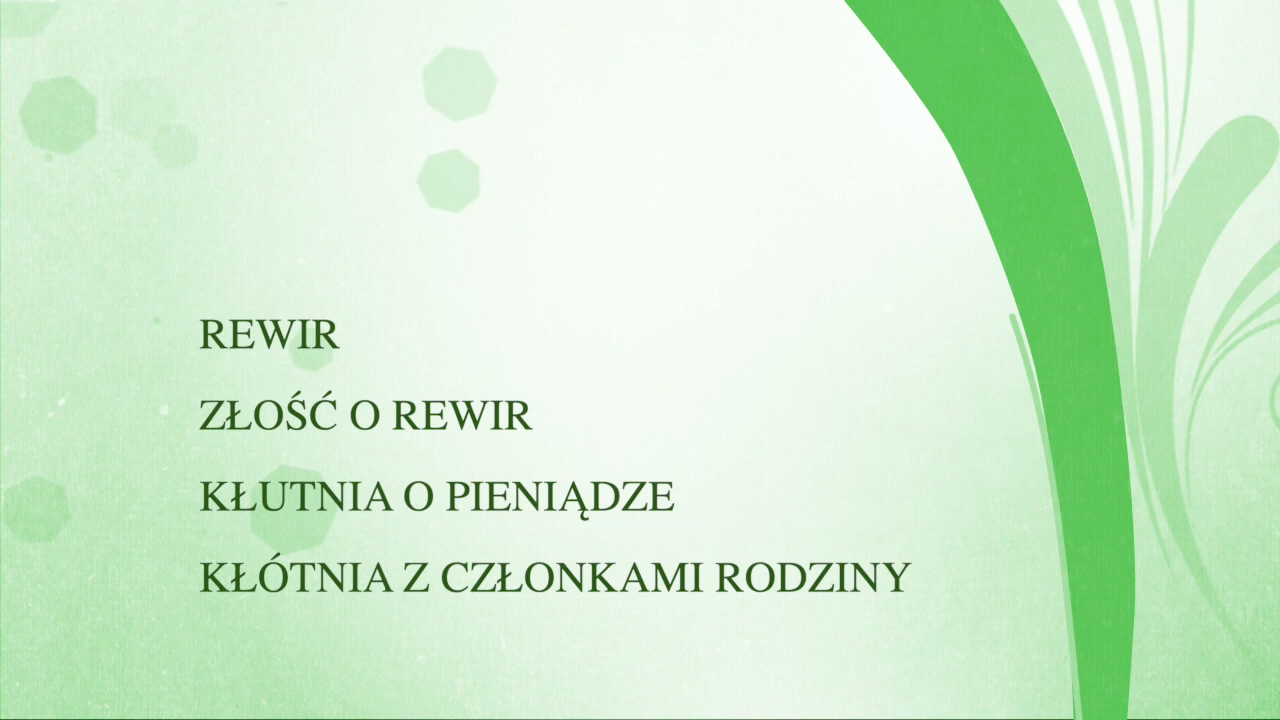 REWIR
ZŁOŚĆ O REWIR
KŁUTNIA O PIENIĄDZE
KŁÓTNIA Z CZŁONKAMI RODZINY